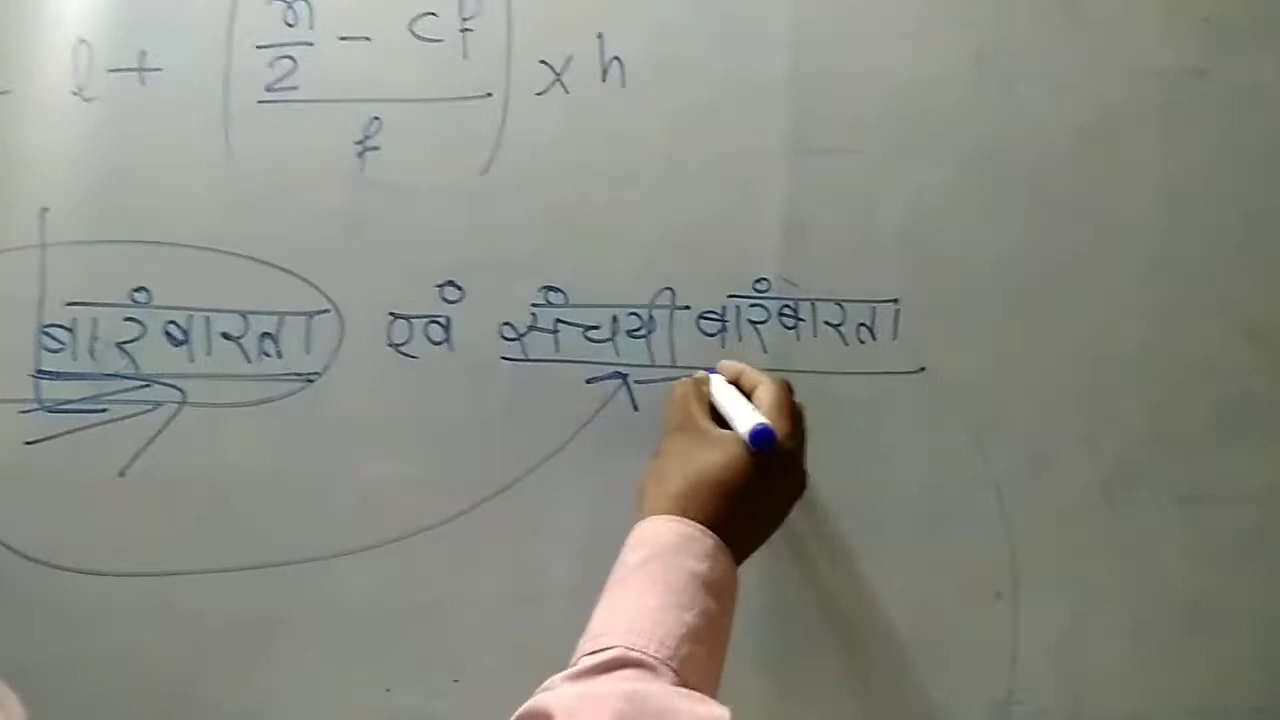 l + (n/2 - cf / f) x h
बारंबारता एवं संचयी बारंबारता